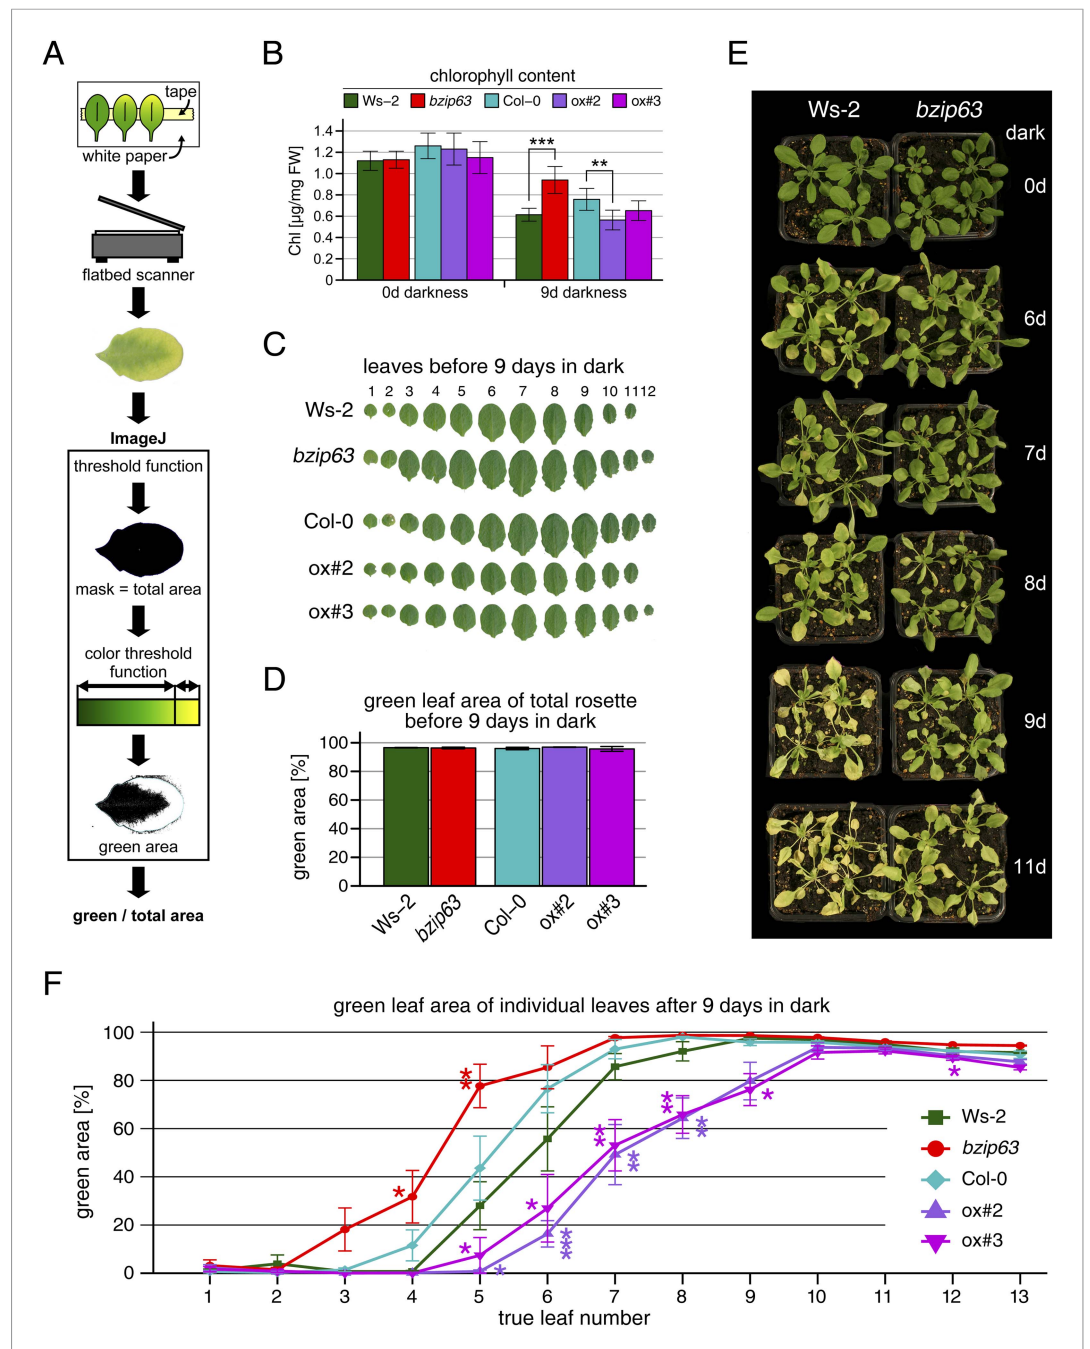 A
tape
white paper
flatbed scanner
ImageJ
threshold function
mask = total area
color threshold
function
green area
green / total area
B
chlorophyll content
Ws-2 bzip63 Col-0 ox#2 ox#3
Chl [µg/mg FW]
1.4
1.2
1.0
0.8
0.6
0.4
0.2
0
*** **
0d darkness 9d darkness
C
leaves before 9 days in dark
1 2 3 4 5 6 7 8 9 10 11 12
Ws-2
bzip63
Col-0
ox#2
ox#3
D
green leaf area of total rosette
before 9 days in dark
green area [%]
100
80
60
40
20
0
Ws-2 bzip63 Col-0 ox#2 ox#3
E
Ws-2 bzip63
dark
0d
6d
7d
8d
9d
11d
F
green leaf area of individual leaves after 9 days in dark
green area [%]
100
80
60
40
20
0
** * * * * *** ** ** ** ** * *
Ws-2
bzip63
Col-0
ox#2
ox#3
1 2 3 4 5 6 7 8 9 10 11 12 13
true leaf number